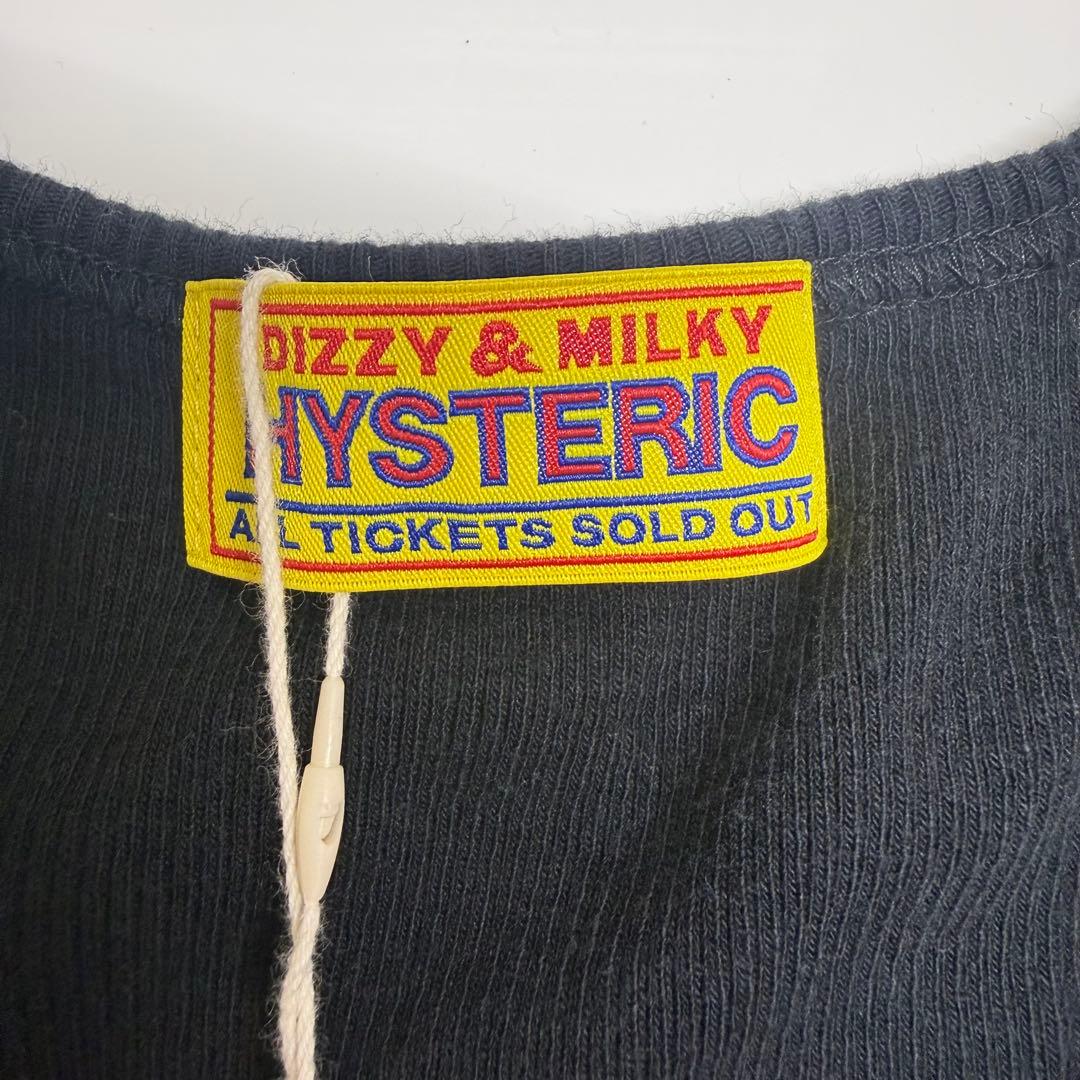 DIZZY & MILKY
HYSTERIC
ALL TICKETS SOLD OUT